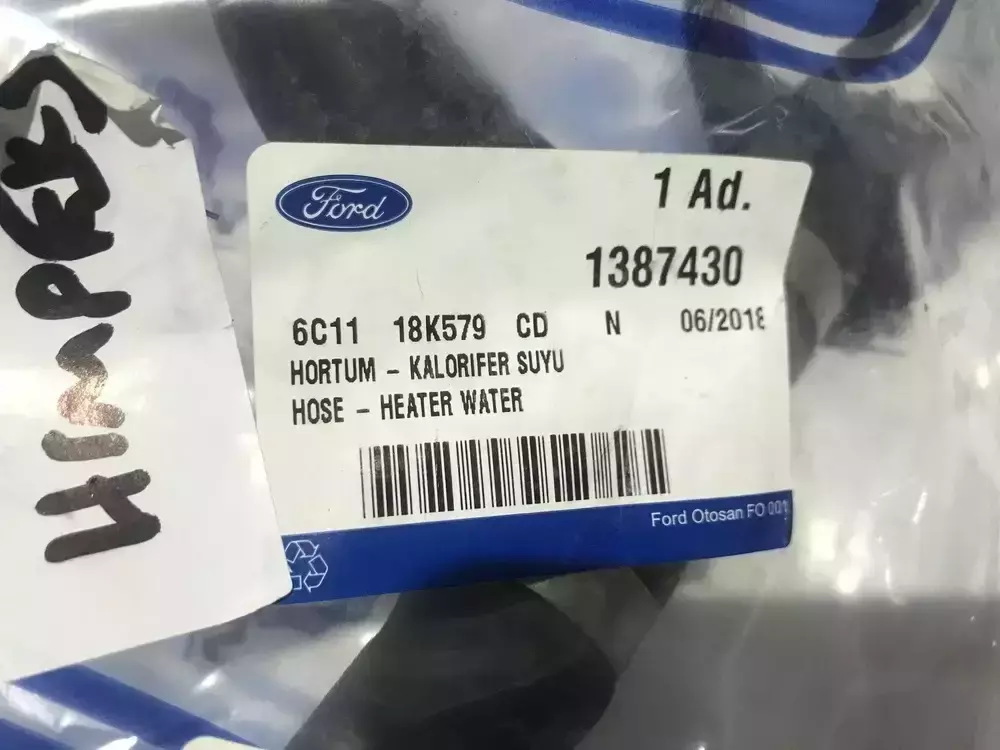 Ford
1 Ad.
1387430
6C11 18K579 CD N 06/2018
HORTUM - KALORIFER SUYU
HOSE - HEATER WATER
Ford Otosan FO 001